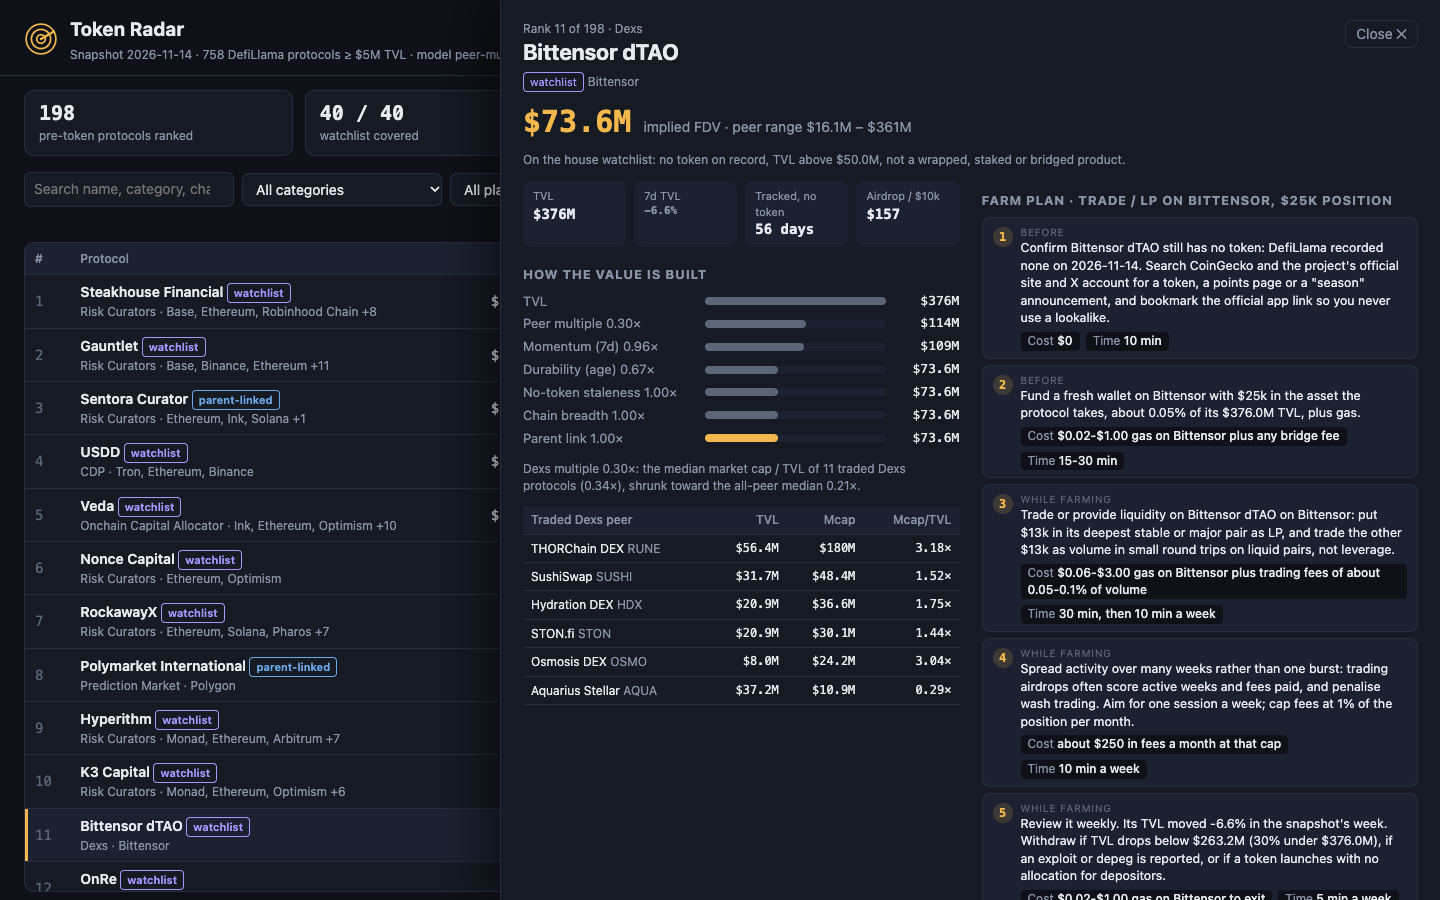 Token Radar
Snapshot 2026-11-14 · 758 DefiLlama protocols ≥ $5M TVL · model peer-mu
198
pre-token protocols ranked
40 / 40
watchlist covered
Search name, category, cha
All categories
All pla
# Protocol
1 Steakhouse Financial watchlist
Risk Curators · Base, Ethereum, Robinhood Chain +8
$
2 Gauntlet watchlist
Risk Curators · Base, Binance, Ethereum +11
$
3 Sentora Curator parent-linked
Risk Curators · Ethereum, Ink, Solana +1
$
4 USDD watchlist
CDP · Tron, Ethereum, Binance
$
5 Veda watchlist
Onchain Capital Allocator · Ink, Ethereum, Optimism +10
$
6 Nonce Capital watchlist
Risk Curators · Ethereum, Optimism
7 RockawayX watchlist
Risk Curators · Ethereum, Solana, Pharos +7
8 Polymarket International parent-linked
Prediction Market · Polygon
9 Hyperithm watchlist
Risk Curators · Monad, Ethereum, Arbitrum +7
10 K3 Capital watchlist
Risk Curators · Monad, Ethereum, Optimism +6
11 Bittensor dTAO watchlist
Dexs · Bittensor
12 OnRe watchlist
Rank 11 of 198 · Dexs
Bittensor dTAO
watchlist Bittensor
Close ✕
$73.6M implied FDV · peer range $16.1M – $361M
On the house watchlist: no token on record, TVL above $50.0M, not a wrapped, staked or bridged product.
TVL
$376M
7d TVL
−6.6%
Tracked, no
token
56 days
Airdrop / $10k
$157
HOW THE VALUE IS BUILT
TVL $376M
Peer multiple 0.30× $114M
Momentum (7d) 0.96× $109M
Durability (age) 0.67× $73.6M
No-token staleness 1.00× $73.6M
Chain breadth 1.00× $73.6M
Parent link 1.00× $73.6M
Dexs multiple 0.30×: the median market cap / TVL of 11 traded Dexs
protocols (0.34×), shrunk toward the all-peer median 0.21×.
Traded Dexs peer TVL Mcap Mcap/TVL
THORChain DEX RUNE $56.4M $180M 3.18×
SushiSwap SUSHI $31.7M $48.4M 1.52×
Hydration DEX HDX $20.9M $36.6M 1.75×
STON.fi STON $20.9M $30.1M 1.44×
Osmosis DEX OSMO $8.0M $24.2M 3.04×
Aquarius Stellar AQUA $37.2M $10.9M 0.29×
FARM PLAN · TRADE / LP ON BITTENSOR, $25K POSITION
1 BEFORE
Confirm Bittensor dTAO still has no token: DefiLlama recorded
none on 2026-11-14. Search CoinGecko and the project's official
site and X account for a token, a points page or a "season"
announcement, and bookmark the official app link so you never
use a lookalike.
Cost $0 Time 10 min
2 BEFORE
Fund a fresh wallet on Bittensor with $25k in the asset the
protocol takes, about 0.05% of its $376.0M TVL, plus gas.
Cost $0.02-$1.00 gas on Bittensor plus any bridge fee
Time 15-30 min
3 WHILE FARMING
Trade or provide liquidity on Bittensor dTAO on Bittensor: put
$13k in its deepest stable or major pair as LP, and trade the other
$13k as volume in small round trips on liquid pairs, not leverage.
Cost $0.06-$3.00 gas on Bittensor plus trading fees of about
0.05-0.1% of volume
Time 30 min, then 10 min a week
4 WHILE FARMING
Spread activity over many weeks rather than one burst: trading
airdrops often score active weeks and fees paid, and penalise
wash trading. Aim for one session a week; cap fees at 1% of the
position per month.
Cost about $250 in fees a month at that cap
Time 10 min a week
5 WHILE FARMING
Review it weekly. Its TVL moved -6.6% in the snapshot's week.
Withdraw if TVL drops below $263.2M (30% under $376.0M), if
an exploit or depeg is reported, or if a token launches with no
allocation for depositors.
Cost $0.02-$1.00 gas on Bittensor to exit Time 5 min a week